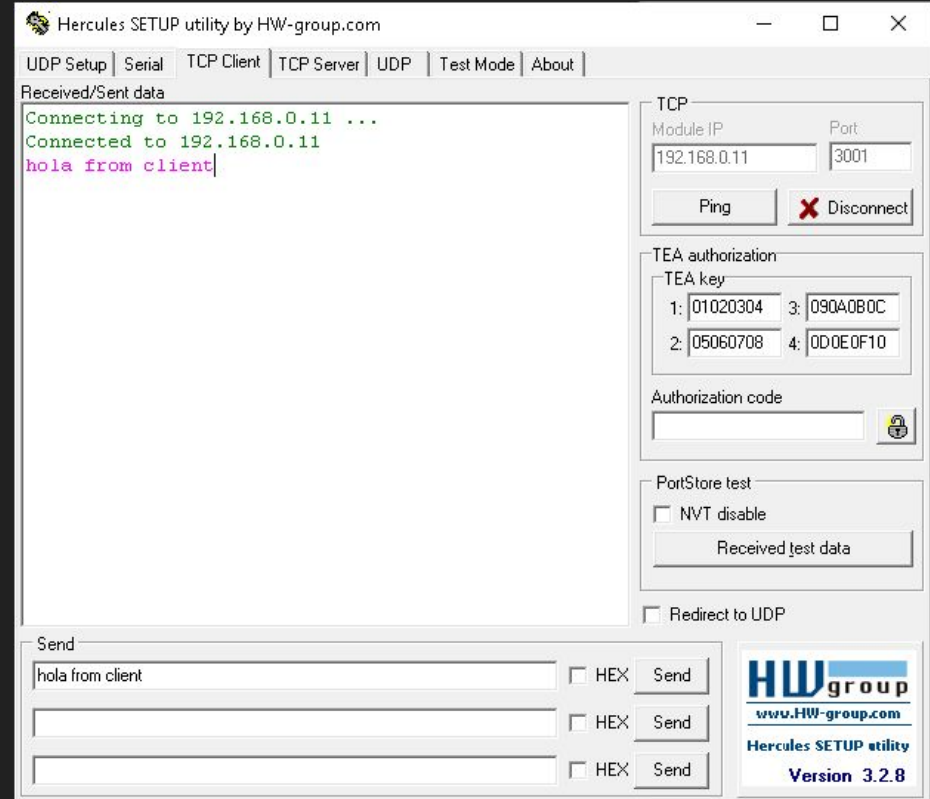 Hercules SETUP utility by HW-group.com
UDP Setup Serial TCP Client TCP Server UDP Test Mode About
Received/Sent data
Connecting to 192.168.0.11 ...
Connected to 192.168.0.11
hola from client
TCP
Module IP Port
192.168.0.11 3001
Ping Disconnect
TEA authorization
TEA key
1: 01020304 3: 090A0B0C
2: 05060708 4: 0D0E0F10
Authorization code
PortStore test
NVT disable
Received test data
Redirect to UDP
Send
hola from client HEX Send
HEX Send
HEX Send
HWgroup
www.HW-group.com
Hercules SETUP utility
Version 3.2.8